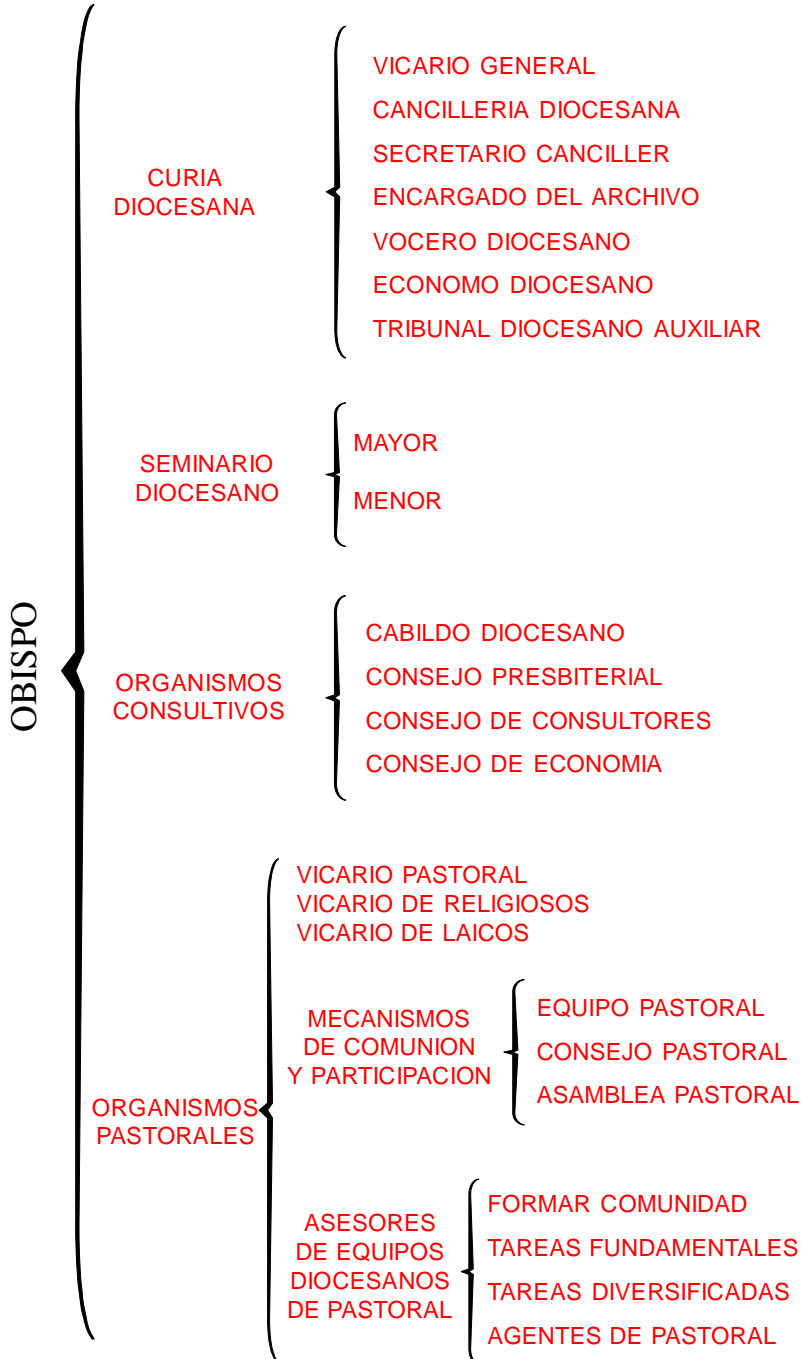 OBISPO
CURIA
DIOCESANA
VICARIO GENERAL
CANCILLERIA DIOCESANA
SECRETARIO CANCILLER
ENCARGADO DEL ARCHIVO
VOCERO DIOCESANO
ECONOMO DIOCESANO
TRIBUNAL DIOCESANO AUXILIAR
SEMINARIO
DIOCESANO
MAYOR
MENOR
ORGANISMOS
CONSULTIVOS
CABILDO DIOCESANO
CONSEJO PRESBITERIAL
CONSEJO DE CONSULTORES
CONSEJO DE ECONOMIA
ORGANISMOS
PASTORALES
VICARIO PASTORAL
VICARIO DE RELIGIOSOS
VICARIO DE LAICOS
MECANISMOS
DE COMUNION
Y PARTICIPACION
EQUIPO PASTORAL
CONSEJO PASTORAL
ASAMBLEA PASTORAL
ASESORES
DE EQUIPOS
DIOCESANOS
DE PASTORAL
FORMAR COMUNIDAD
TAREAS FUNDAMENTALES
TAREAS DIVERSIFICADAS
AGENTES DE PASTORAL